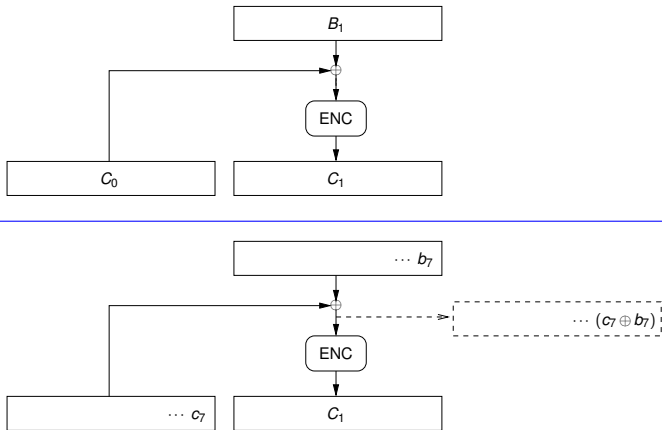 B₁
⊕
ENC
C₀ C₁
⋯ b₇
⊕
⋯ (c₇ ⊕ b₇)
ENC
⋯ c₇ C₁